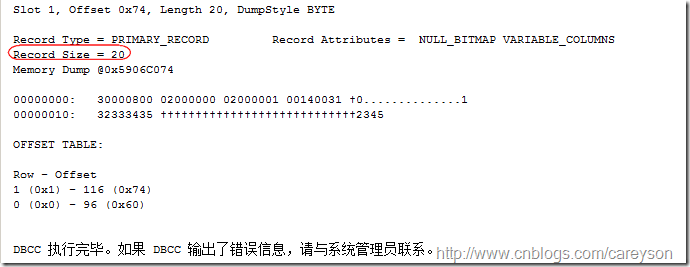 Slot 1, Offset 0x74, Length 20, DumpStyle BYTE
Record Type = PRIMARY_RECORD Record Attributes = NULL_BITMAP VARIABLE_COLUMNS
Record Size = 20
Memory Dump @0x5906C074
00000000: 30000800 02000000 02000001 00140031 †0..............1
00000010: 32333435 †††††††††††††††††††††††††††2345
OFFSET TABLE:
Row - Offset
1 (0x1) - 116 (0x74)
0 (0x0) - 96 (0x60)
DBCC 执行完毕。如果 DBCC 输出了错误信息，请与系统管理员联系。
http://www.cnblogs.com/careyson